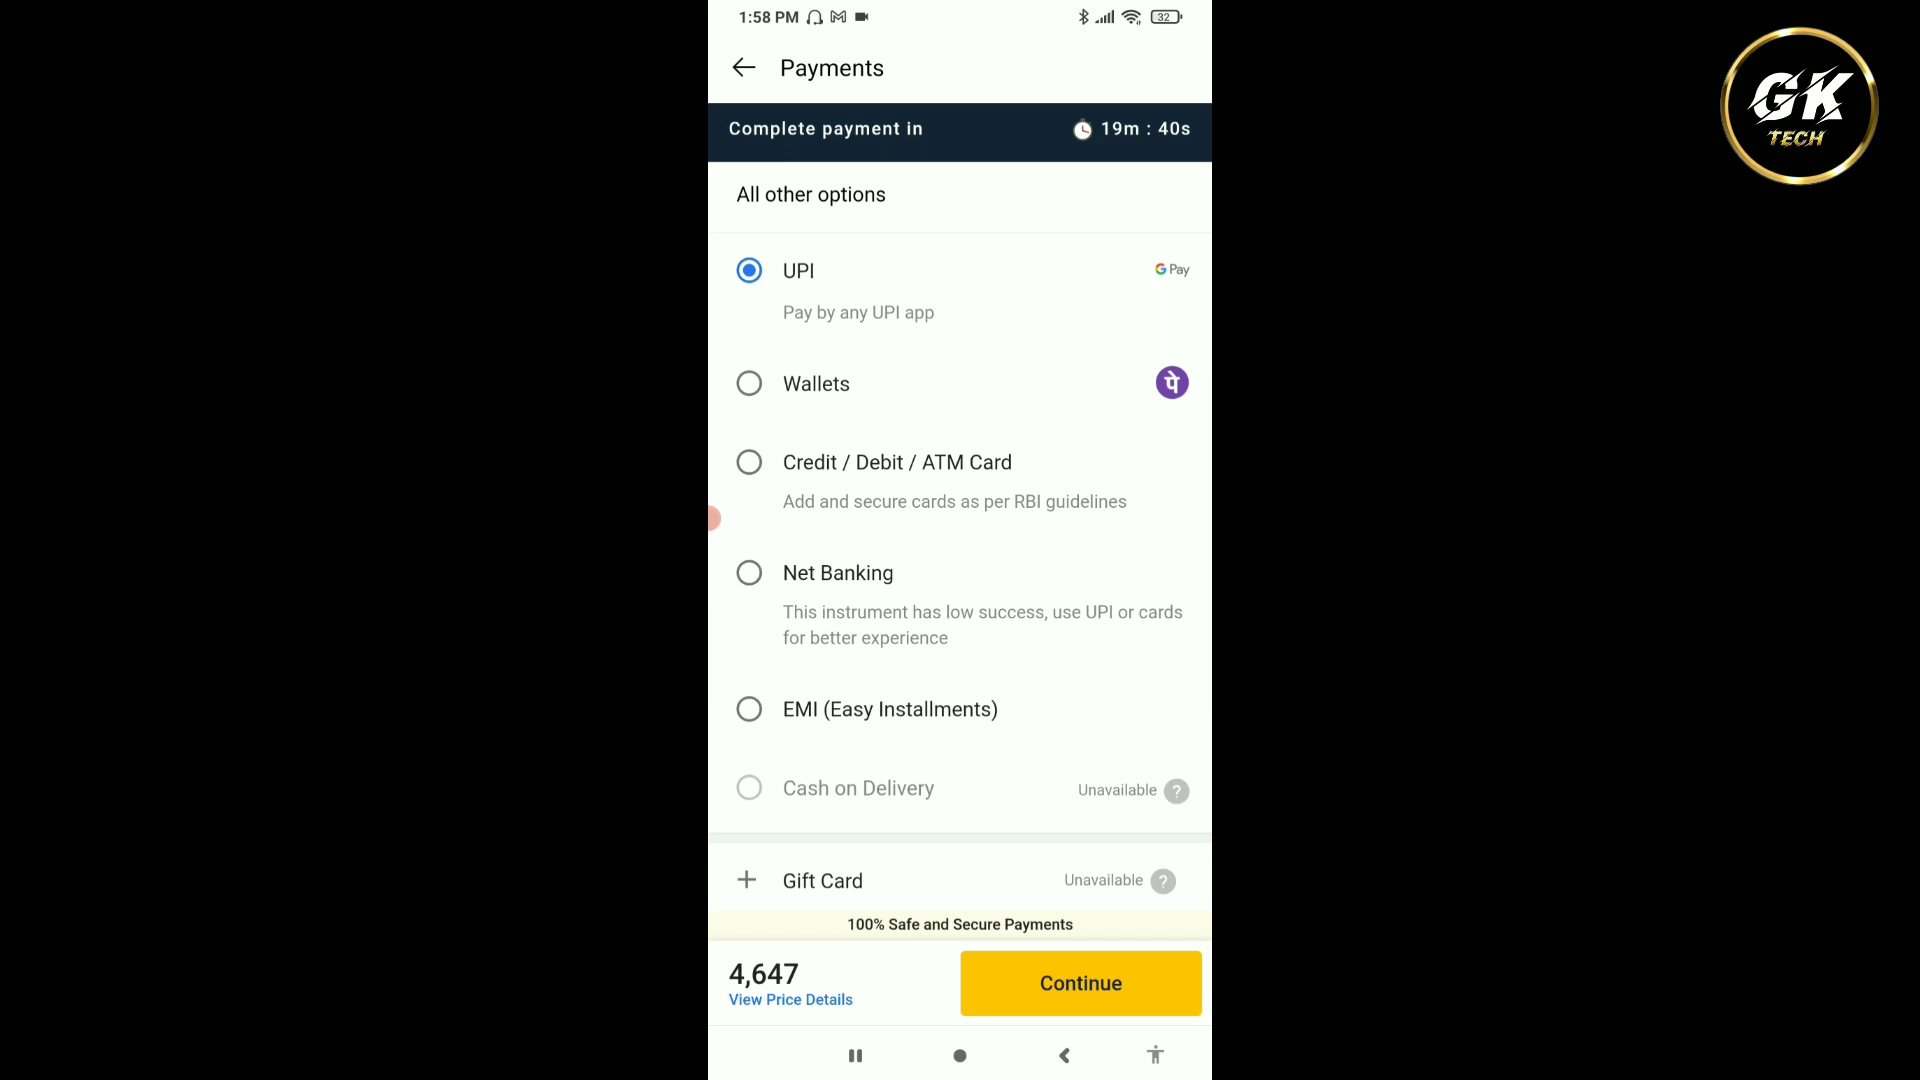 1:58 PM
32
GK
TECH
Payments
Complete payment in
19m : 40s
All other options
UPI
G Pay
Pay by any UPI app
Wallets
पे
Credit / Debit / ATM Card
Add and secure cards as per RBI guidelines
Net Banking
This instrument has low success, use UPI or cards
for better experience
EMI (Easy Installments)
Cash on Delivery
Unavailable ?
+ Gift Card
Unavailable ?
100% Safe and Secure Payments
4,647
View Price Details
Continue